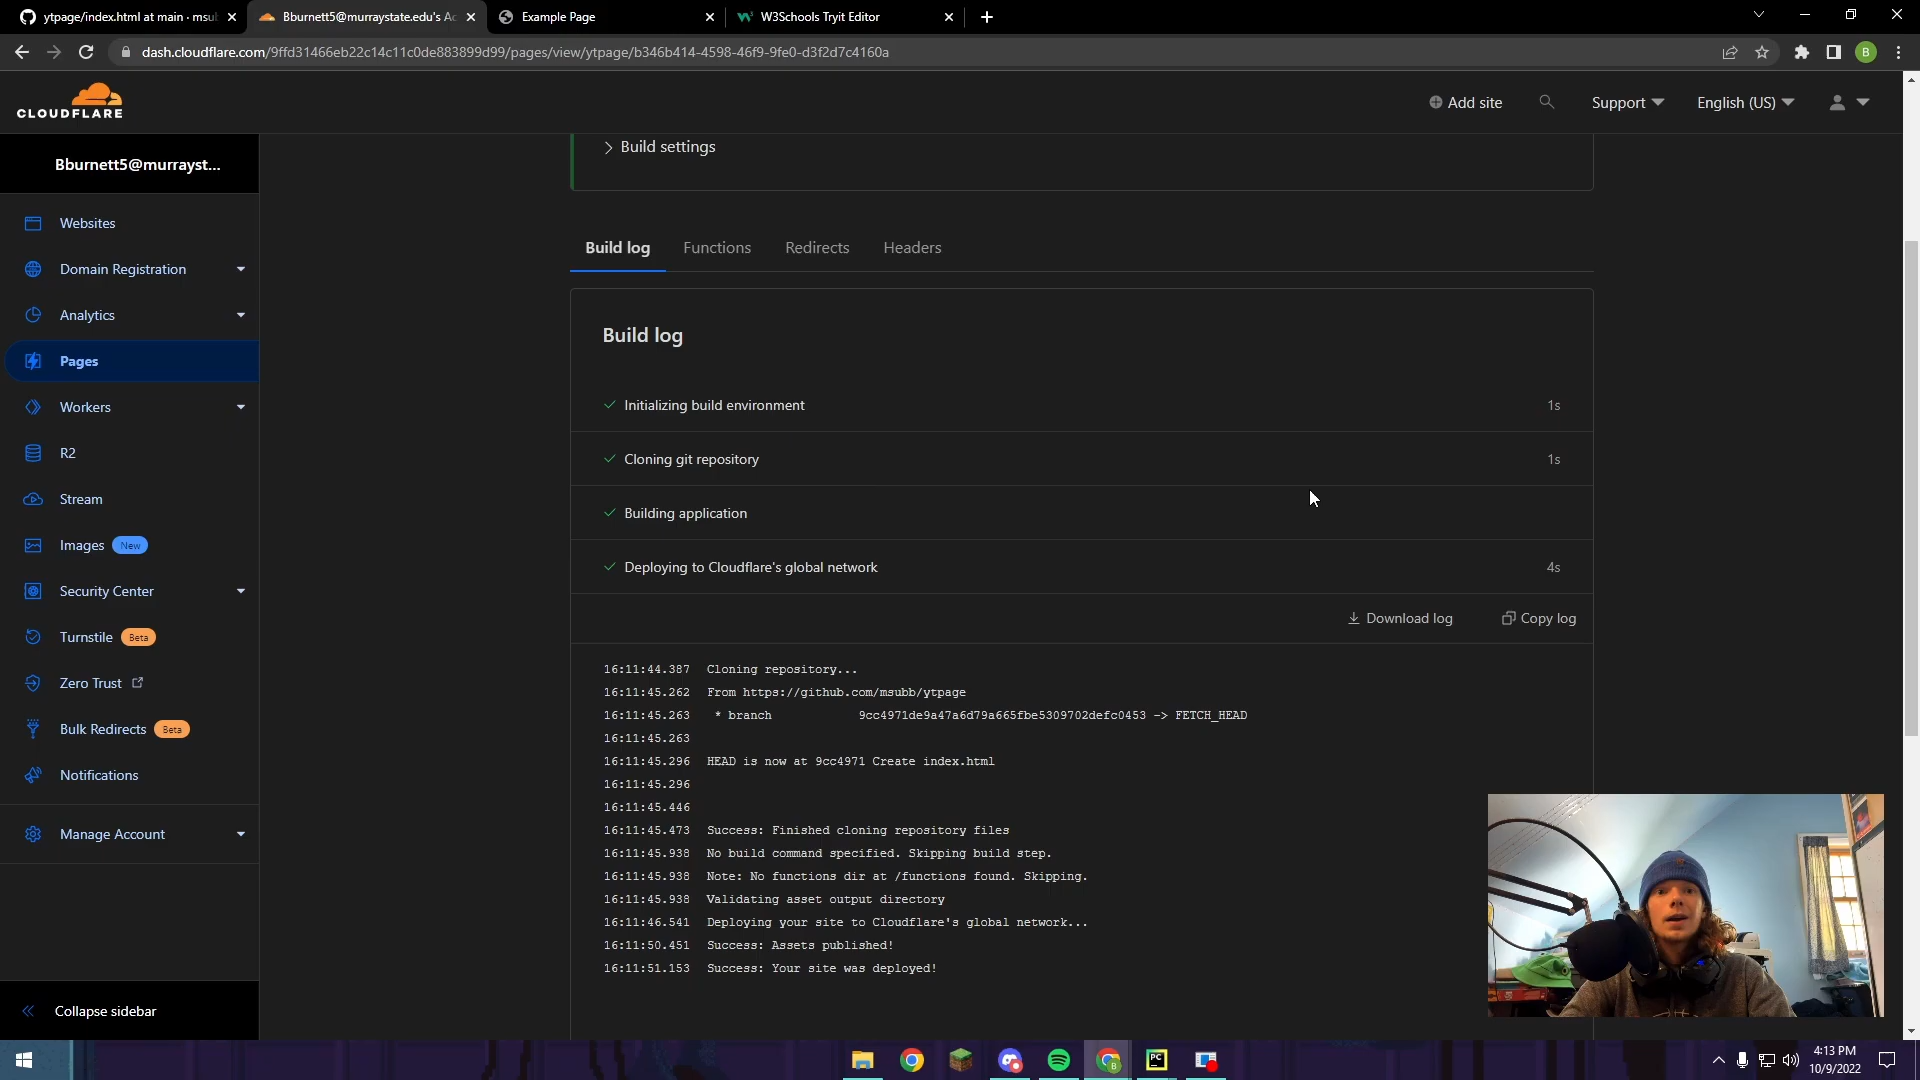 ytpage/index.html at main · msu
Bburnett5@murraystate.edu's Ac
Example Page
W3Schools Tryit Editor
dash.cloudflare.com/9ffd31466eb22c14c11c0de883899d99/pages/view/ytpage/b346b414-4598-46f9-9fe0-d3f2d7c4160a
B
CLOUDFLARE
Add site
Support
English (US)
Bburnett5@murrayst...
Websites
Domain Registration
Analytics
Pages
Workers
R2
Stream
Images New
Security Center
Turnstile Beta
Zero Trust
Bulk Redirects Beta
Notifications
Manage Account
Collapse sidebar
Build settings
Build log Functions Redirects Headers
Build log
Initializing build environment 1s
Cloning git repository 1s
Building application
Deploying to Cloudflare's global network 4s
Download log Copy log
16:11:44.387 Cloning repository...
16:11:45.262 From https://github.com/msubb/ytpage
16:11:45.263 * branch 9cc4971de9a47a6d79a665fbe5309702defc0453 -> FETCH_HEAD
16:11:45.263
16:11:45.296 HEAD is now at 9cc4971 Create index.html
16:11:45.296
16:11:45.446
16:11:45.473 Success: Finished cloning repository files
16:11:45.938 No build command specified. Skipping build step.
16:11:45.938 Note: No functions dir at /functions found. Skipping.
16:11:45.938 Validating asset output directory
16:11:46.541 Deploying your site to Cloudflare's global network...
16:11:50.451 Success: Assets published!
16:11:51.153 Success: Your site was deployed!
B
PC
4:13 PM
10/9/2022